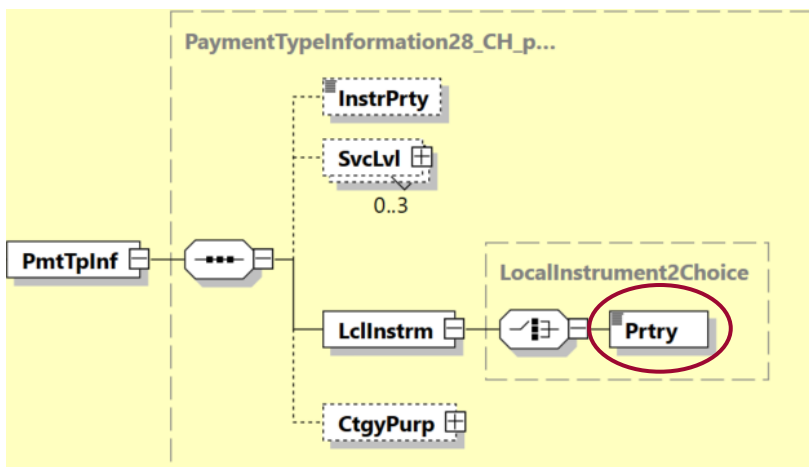 PaymentTypeInformation28_CH_p...
InstrPrty
SvcLvl
0..3
PmtTpInf
LocalInstrument2Choice
LclInstrm
Prtry
CtgyPurp